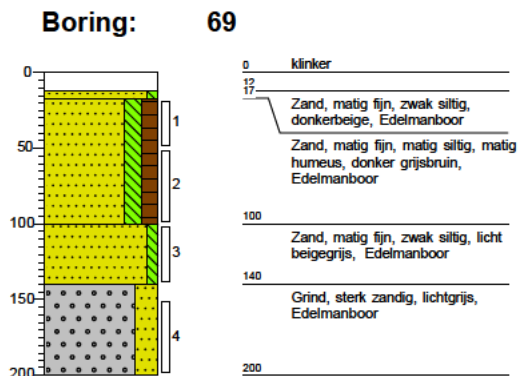 Boring: 69
0
50
100
150
200
1
2
3
4
0 klinker
12
17
Zand, matig fijn, zwak siltig,
donkerbeige, Edelmanboor
Zand, matig fijn, matig siltig, matig
humeus, donker grijsbruin,
Edelmanboor
100
Zand, matig fijn, zwak siltig, licht
beigegrijs, Edelmanboor
140
Grind, sterk zandig, lichtgrijs,
Edelmanboor
200